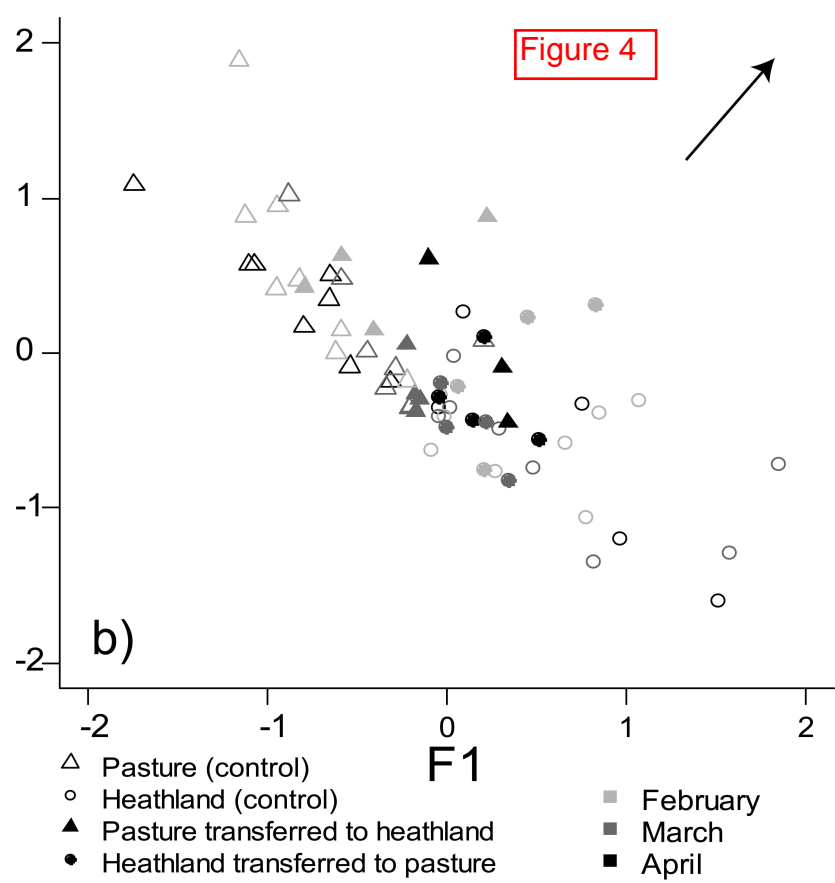 Figure 4
2
1
0
-1
-2
b)
-2 -1 0 1 2
F1
Pasture (control)
Heathland (control)
Pasture transferred to heathland
Heathland transferred to pasture
February
March
April